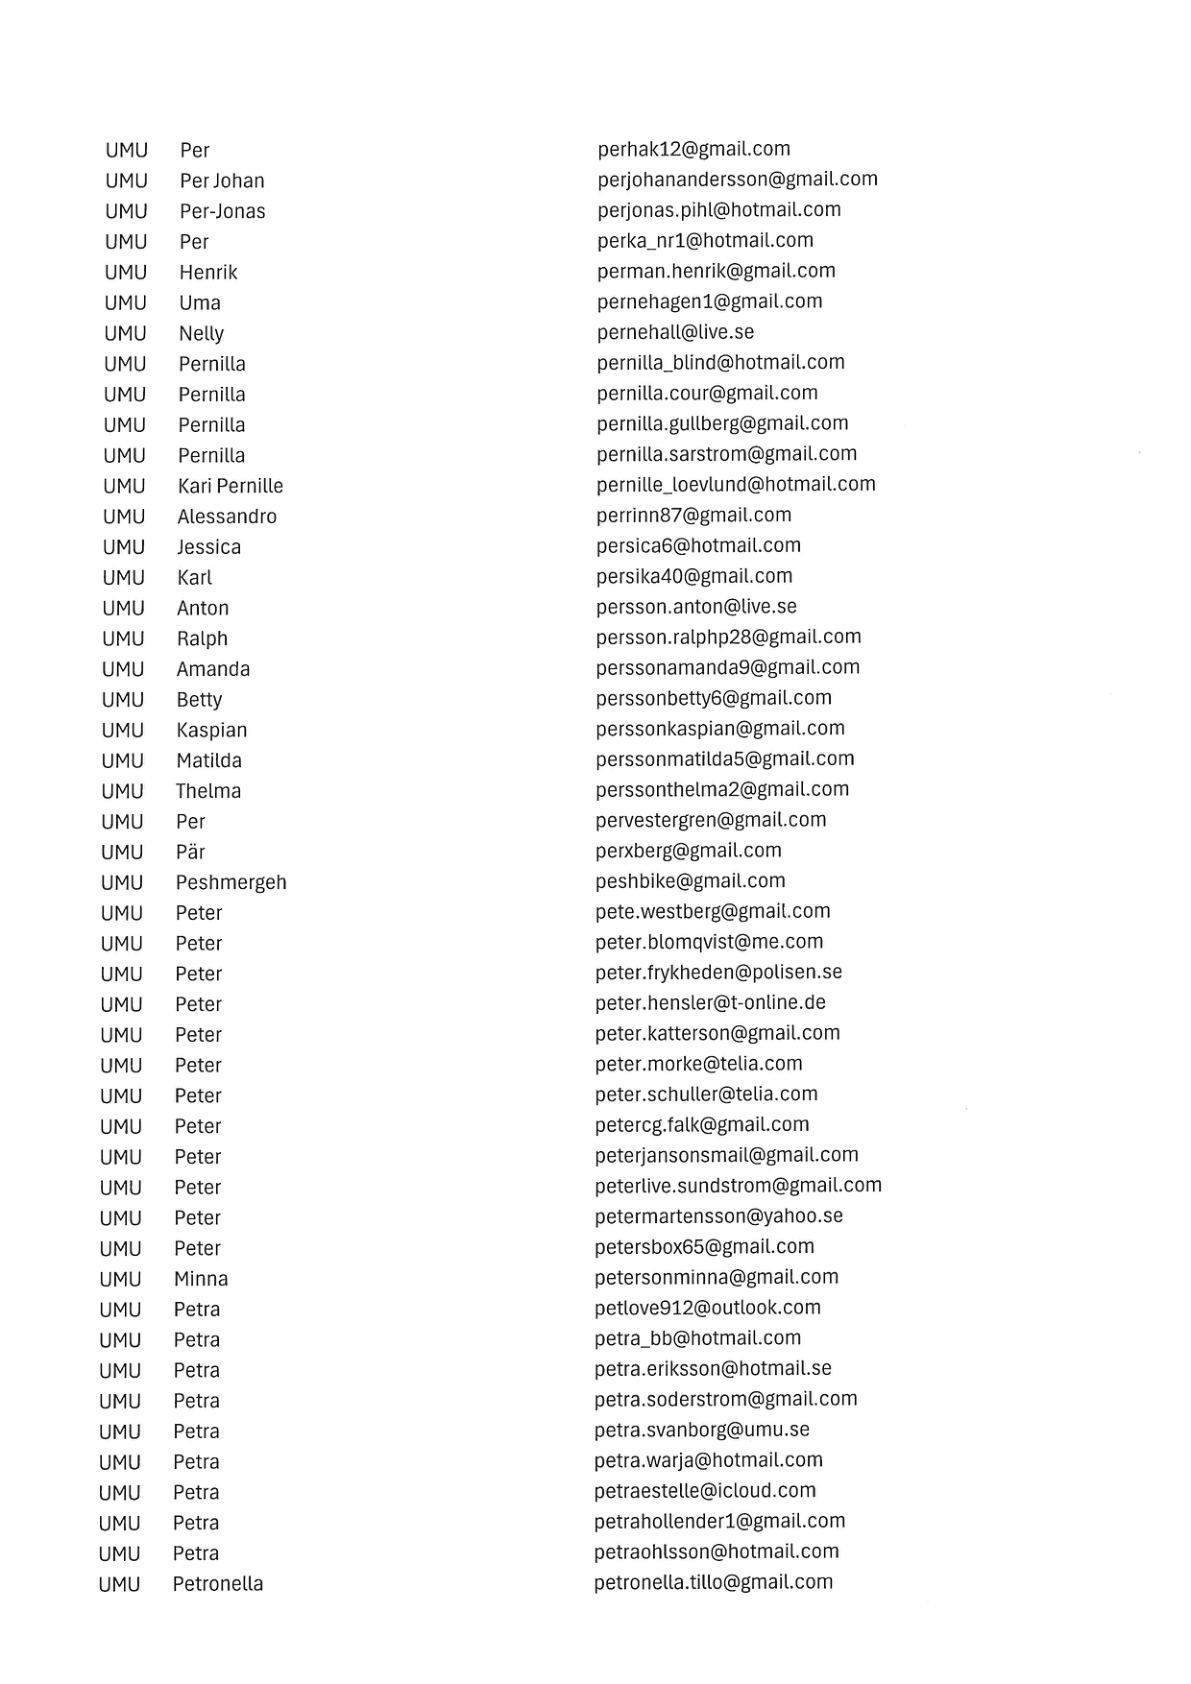 UMU Per perhak12@gmail.com
UMU Per Johan perjohanandersson@gmail.com
UMU Per-Jonas perjonas.pihl@hotmail.com
UMU Per perka_nr1@hotmail.com
UMU Henrik perman.henrik@gmail.com
UMU Uma pernehagen1@gmail.com
UMU Nelly pernehall@live.se
UMU Pernilla pernilla_blind@hotmail.com
UMU Pernilla pernilla.cour@gmail.com
UMU Pernilla pernilla.gullberg@gmail.com
UMU Pernilla pernilla.sarstrom@gmail.com
UMU Kari Pernille pernille_loevlund@hotmail.com
UMU Alessandro perrinn87@gmail.com
UMU Jessica persica6@hotmail.com
UMU Karl persika40@gmail.com
UMU Anton persson.anton@live.se
UMU Ralph persson.ralphp28@gmail.com
UMU Amanda perssonamanda9@gmail.com
UMU Betty perssonbetty6@gmail.com
UMU Kaspian perssonkaspian@gmail.com
UMU Matilda perssonmatilda5@gmail.com
UMU Thelma perssonthelma2@gmail.com
UMU Per pervestergren@gmail.com
UMU Pär perxberg@gmail.com
UMU Peshmergeh peshbike@gmail.com
UMU Peter pete.westberg@gmail.com
UMU Peter peter.blomqvist@me.com
UMU Peter peter.frykheden@polisen.se
UMU Peter peter.hensler@t-online.de
UMU Peter peter.katterson@gmail.com
UMU Peter peter.morke@telia.com
UMU Peter peter.schuller@telia.com
UMU Peter petercg.falk@gmail.com
UMU Peter peterjansonsmail@gmail.com
UMU Peter peterlive.sundstrom@gmail.com
UMU Peter petermartensson@yahoo.se
UMU Peter petersbox65@gmail.com
UMU Minna petersonminna@gmail.com
UMU Petra petlove912@outlook.com
UMU Petra petra_bb@hotmail.com
UMU Petra petra.eriksson@hotmail.se
UMU Petra petra.soderstrom@gmail.com
UMU Petra petra.svanborg@umu.se
UMU Petra petra.warja@hotmail.com
UMU Petra petraestelle@icloud.com
UMU Petra petrahollender1@gmail.com
UMU Petra petraohlsson@hotmail.com
UMU Petronella petronella.tillo@gmail.com